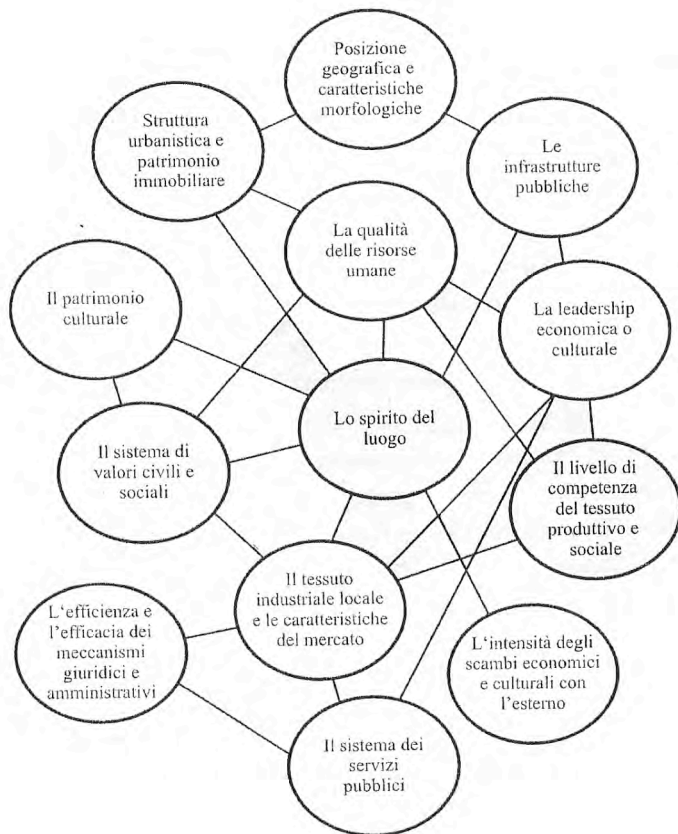 Posizione
geografica e
caratteristiche
morfologiche
Struttura
urbanistica e
patrimonio
immobiliare
Le
infrastrutture
pubbliche
La qualità
delle risorse
umane
Il patrimonio
culturale
La leadership
economica o
culturale
Lo spirito del
luogo
Il sistema di
valori civili e
sociali
Il livello di
competenza
del tessuto
produttivo e
sociale
Il tessuto
industriale locale
e le caratteristiche
del mercato
L'efficienza e
l'efficacia dei
meccanismi
giuridici e
amministrativi
L'intensità degli
scambi economici
e culturali con
l'esterno
Il sistema dei
servizi
pubblici